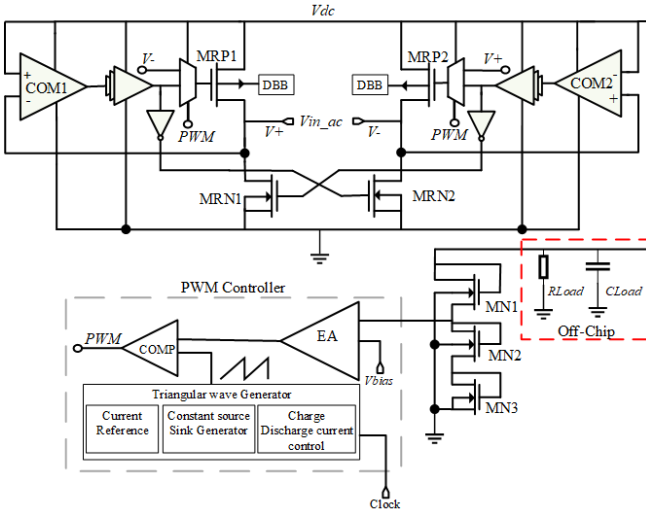 Vdc
V-
MRP1
MRP2
V+
+
-
COM1
DBB
DBB
-
+
COM2
PWM
V+
Vin_ac
V-
PWM
MRN1
MRN2
PWM Controller
MN1
RLoad
CLoad
Off-Chip
PWM
COMP
EA
MN2
Vbias
Triangular wave Generator
MN3
Current
Reference
Constant source
Sink Generator
Charge
Discharge current
control
Clock